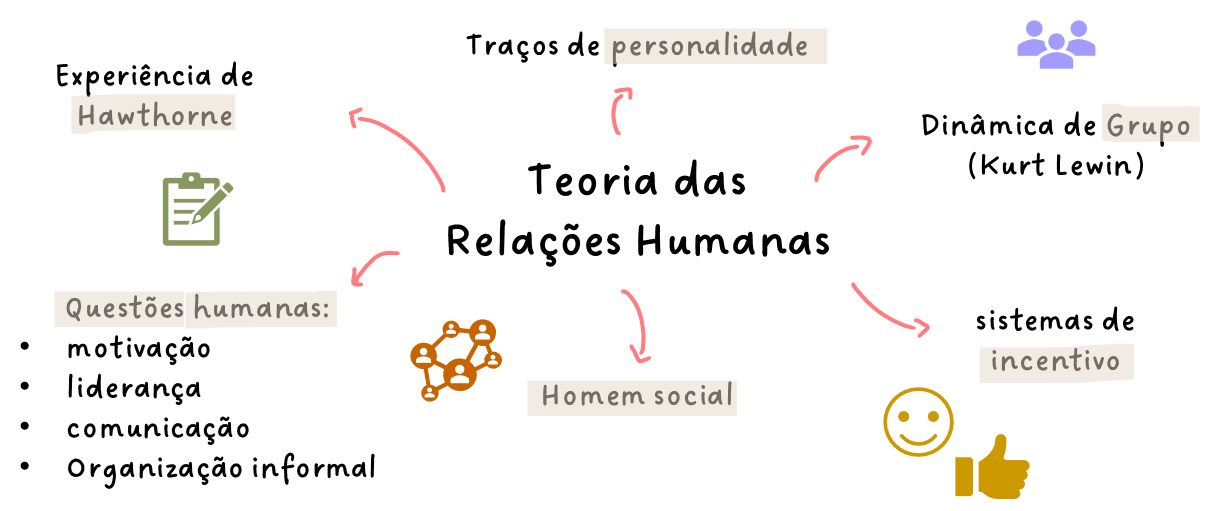 Traços de personalidade
Experiência de
Hawthorne
Dinâmica de Grupo
(Kurt Lewin)
Teoria das
Relações Humanas
Questões humanas:
• motivação
• liderança
• comunicação
• Organização informal
Homem social
sistemas de
incentivo